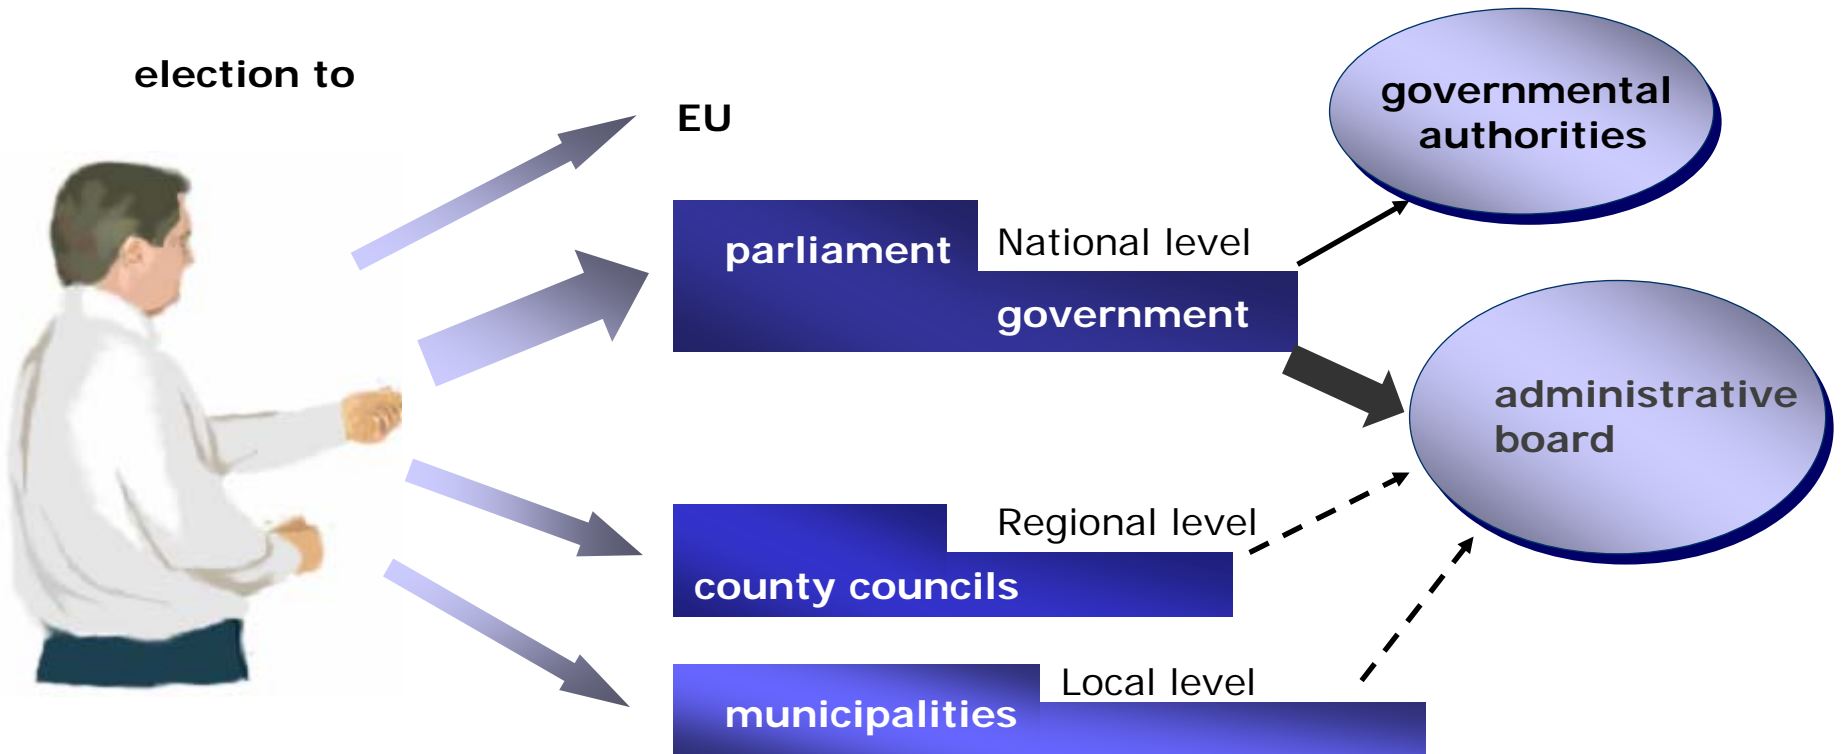 election to
EU
governmental
authorities
parliament
National level
government
administrative
board
Regional level
county councils
Local level
municipalities